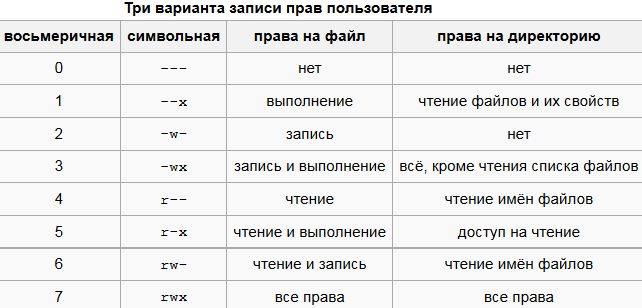 Три варианта записи прав пользователя
восьмеричная символьная права на файл права на директорию
0 --- нет нет
1 --x выполнение чтение файлов и их свойств
2 -w- запись нет
3 -wx запись и выполнение всё, кроме чтения списка файлов
4 r-- чтение чтение имён файлов
5 r-x чтение и выполнение доступ на чтение
6 rw- чтение и запись чтение имён файлов
7 rwx все права все права